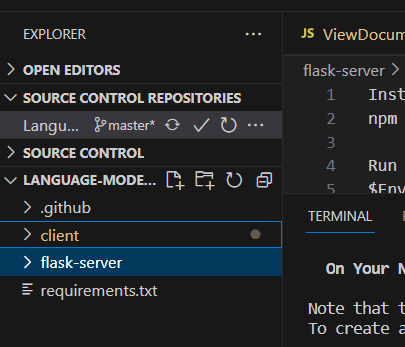 EXPLORER
OPEN EDITORS
SOURCE CONTROL REPOSITORIES
Langu... master*
SOURCE CONTROL
LANGUAGE-MODE...
.github
client
flask-server
requirements.txt
JS ViewDocum
flask-server >
1 Inst
2 npm
3
4 Run
5 $Env
TERMINAL
On Your N
Note that t
To create a